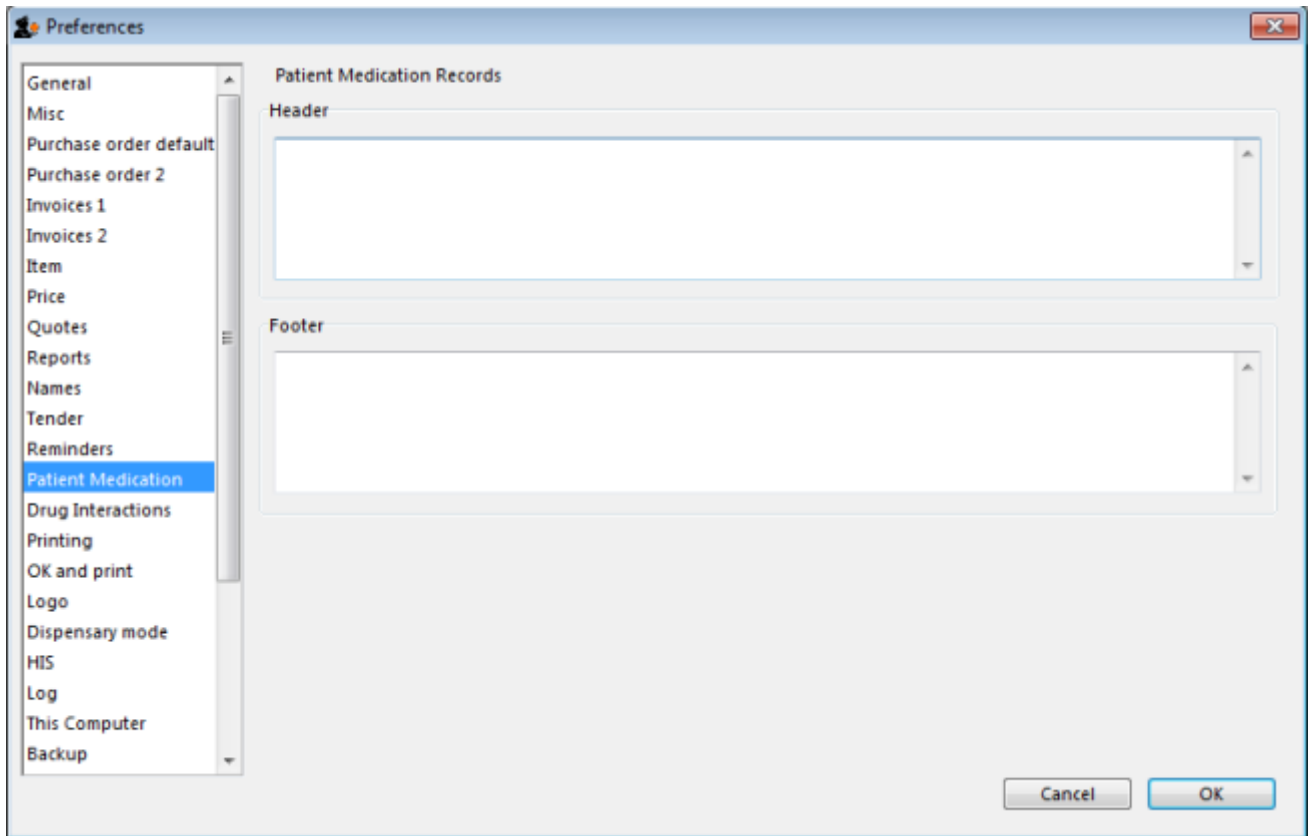 Preferences
General
Misc
Purchase order default
Purchase order 2
Invoices 1
Invoices 2
Item
Price
Quotes
Reports
Names
Tender
Reminders
Patient Medication
Drug Interactions
Printing
OK and print
Logo
Dispensary mode
HIS
Log
This Computer
Backup
Patient Medication Records
Header
Footer
Cancel
OK